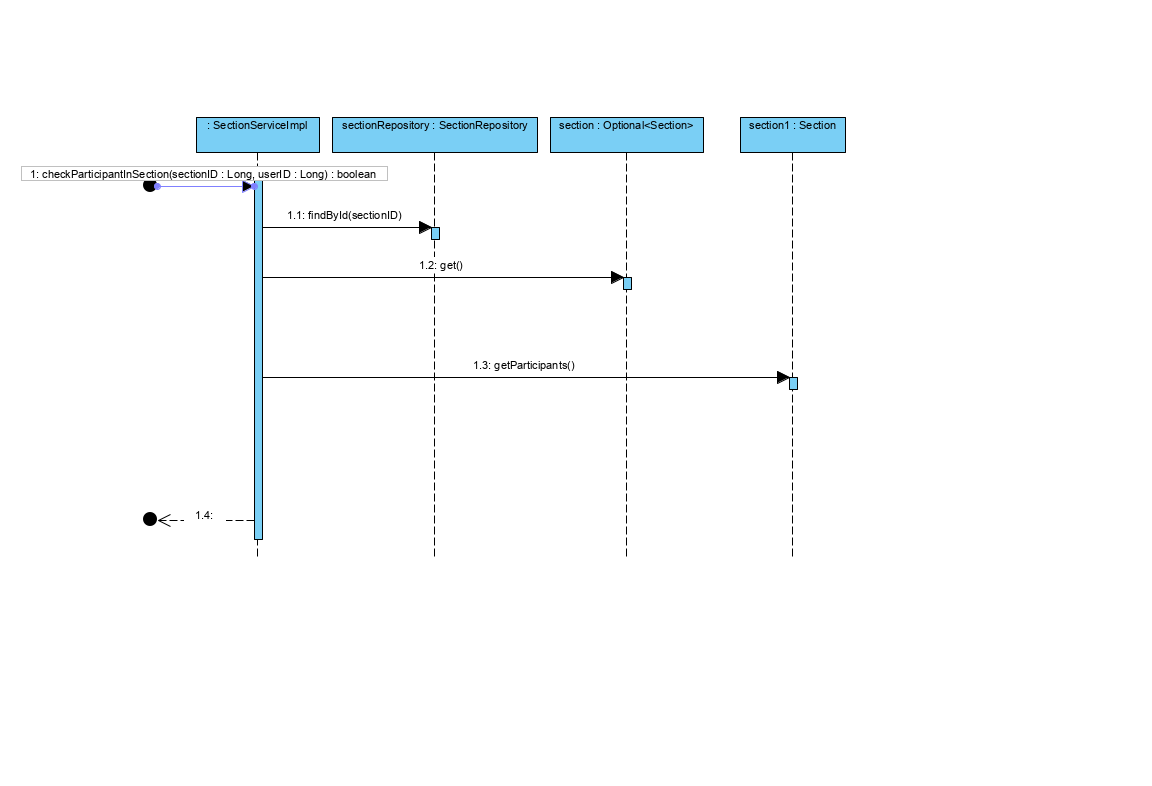 : SectionServiceImpl
sectionRepository : SectionRepository
section : Optional<Section>
section1 : Section
1: checkParticipantInSection(sectionID : Long, userID : Long) : boolean
1.1: findById(sectionID)
1.2: get()
1.3: getParticipants()
1.4: